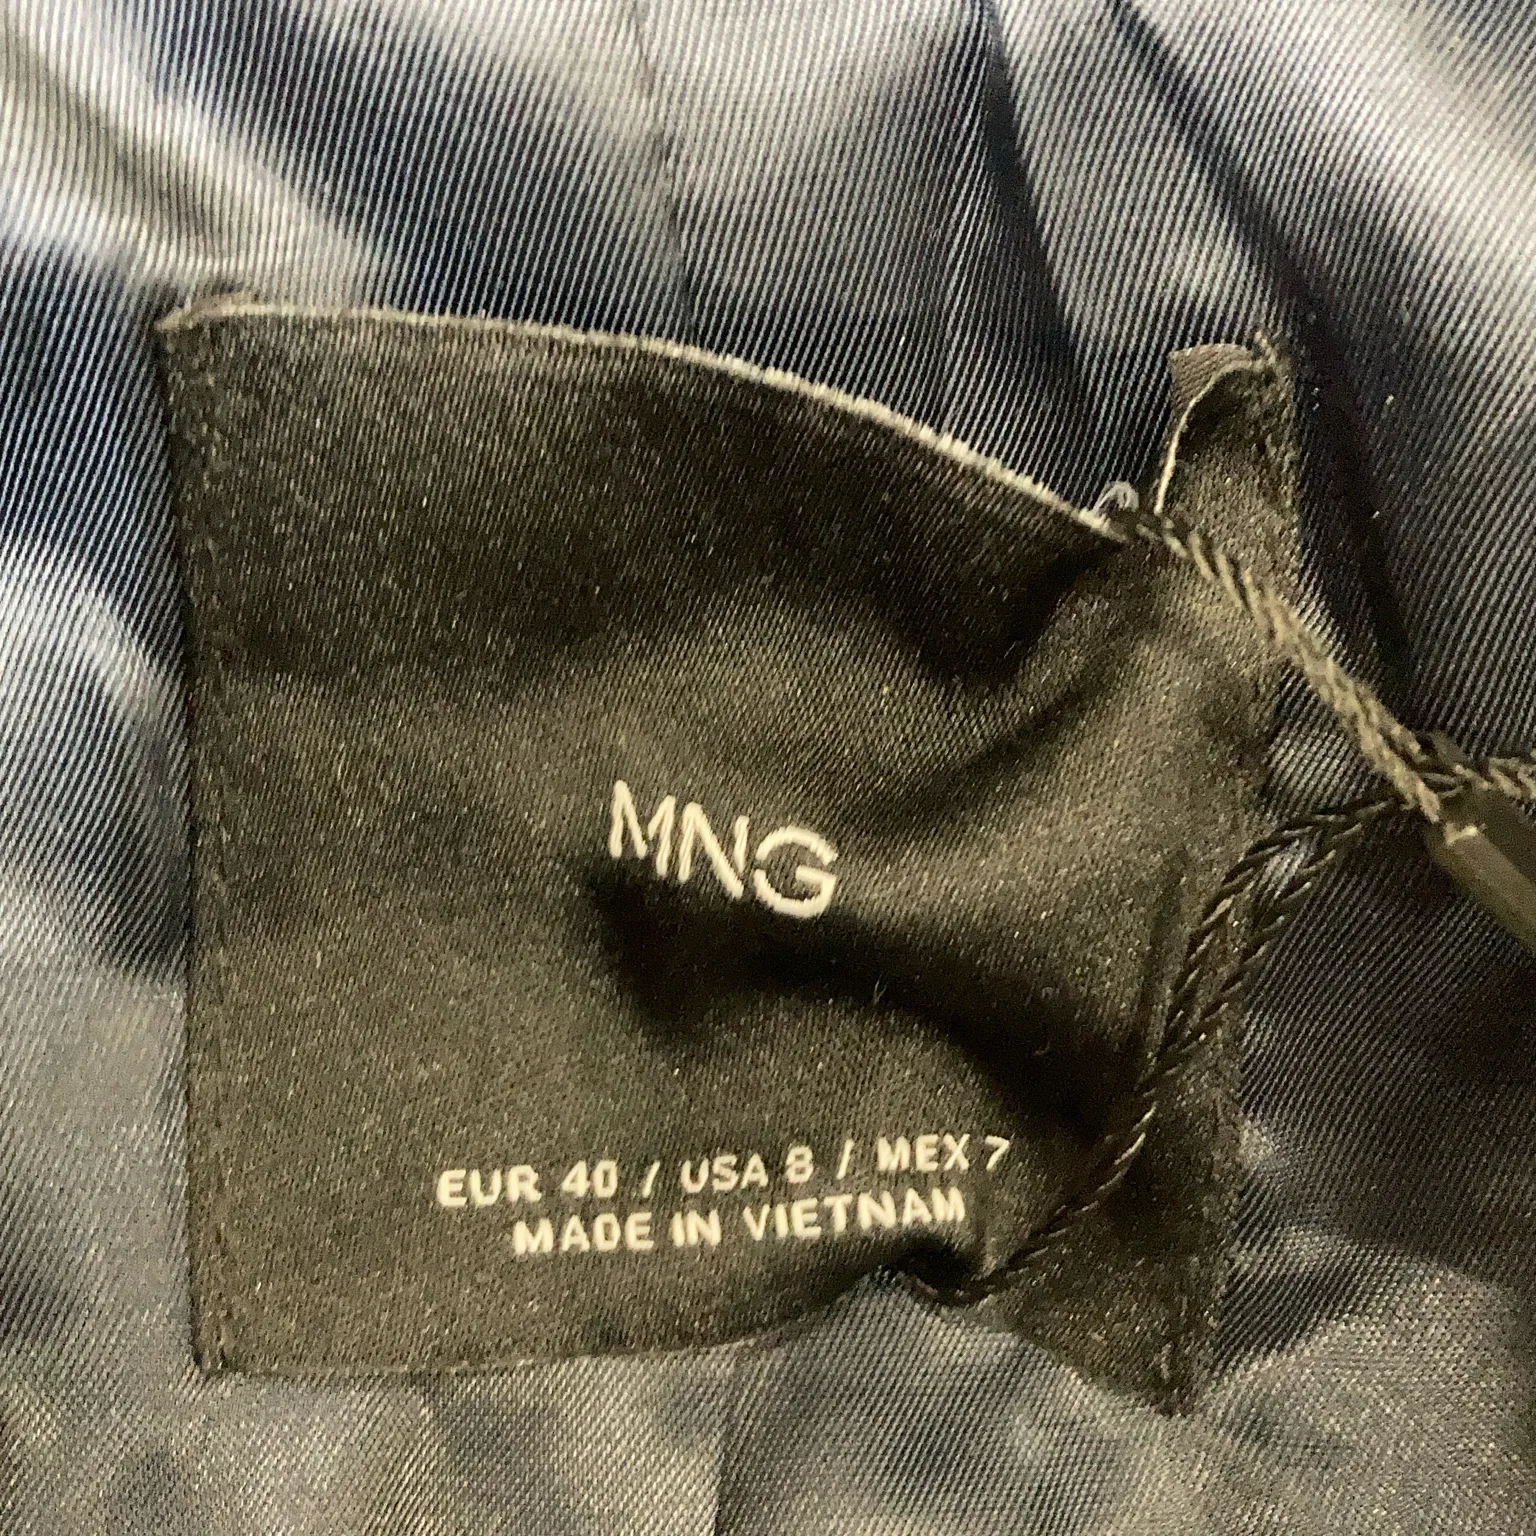 MNG
EUR 40 / USA 8 / MEX 7
MADE IN VIETNAM